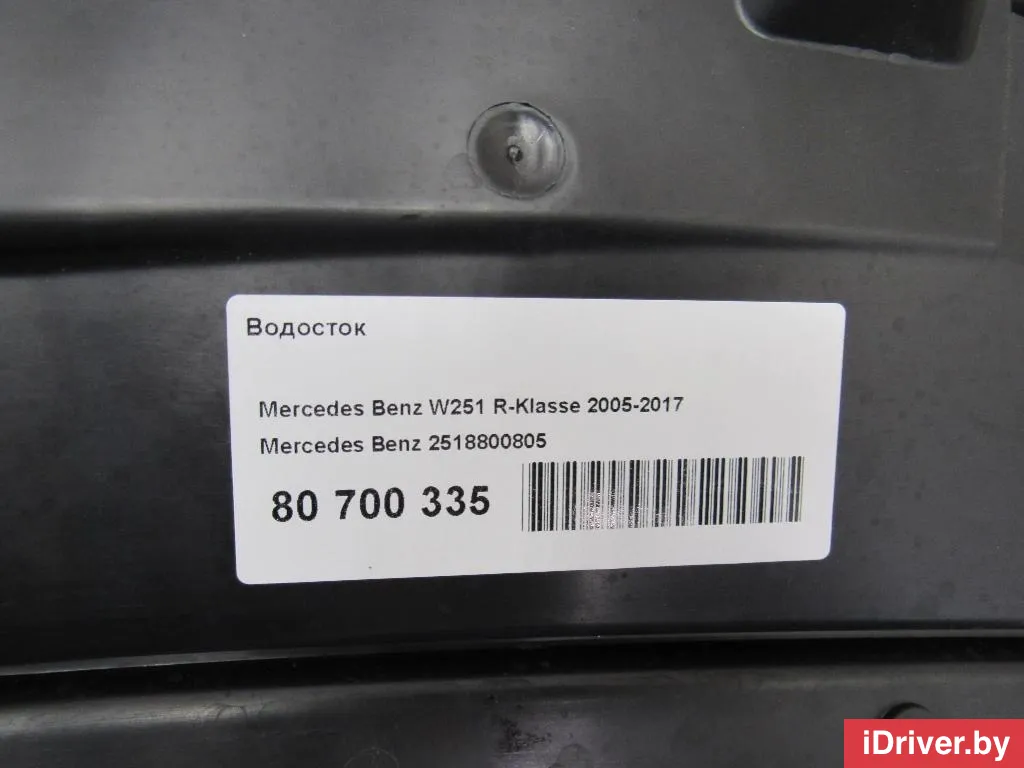 Водосток
Mercedes Benz W251 R-Klasse 2005-2017
Mercedes Benz 2518800805
80 700 335
iDriver.by